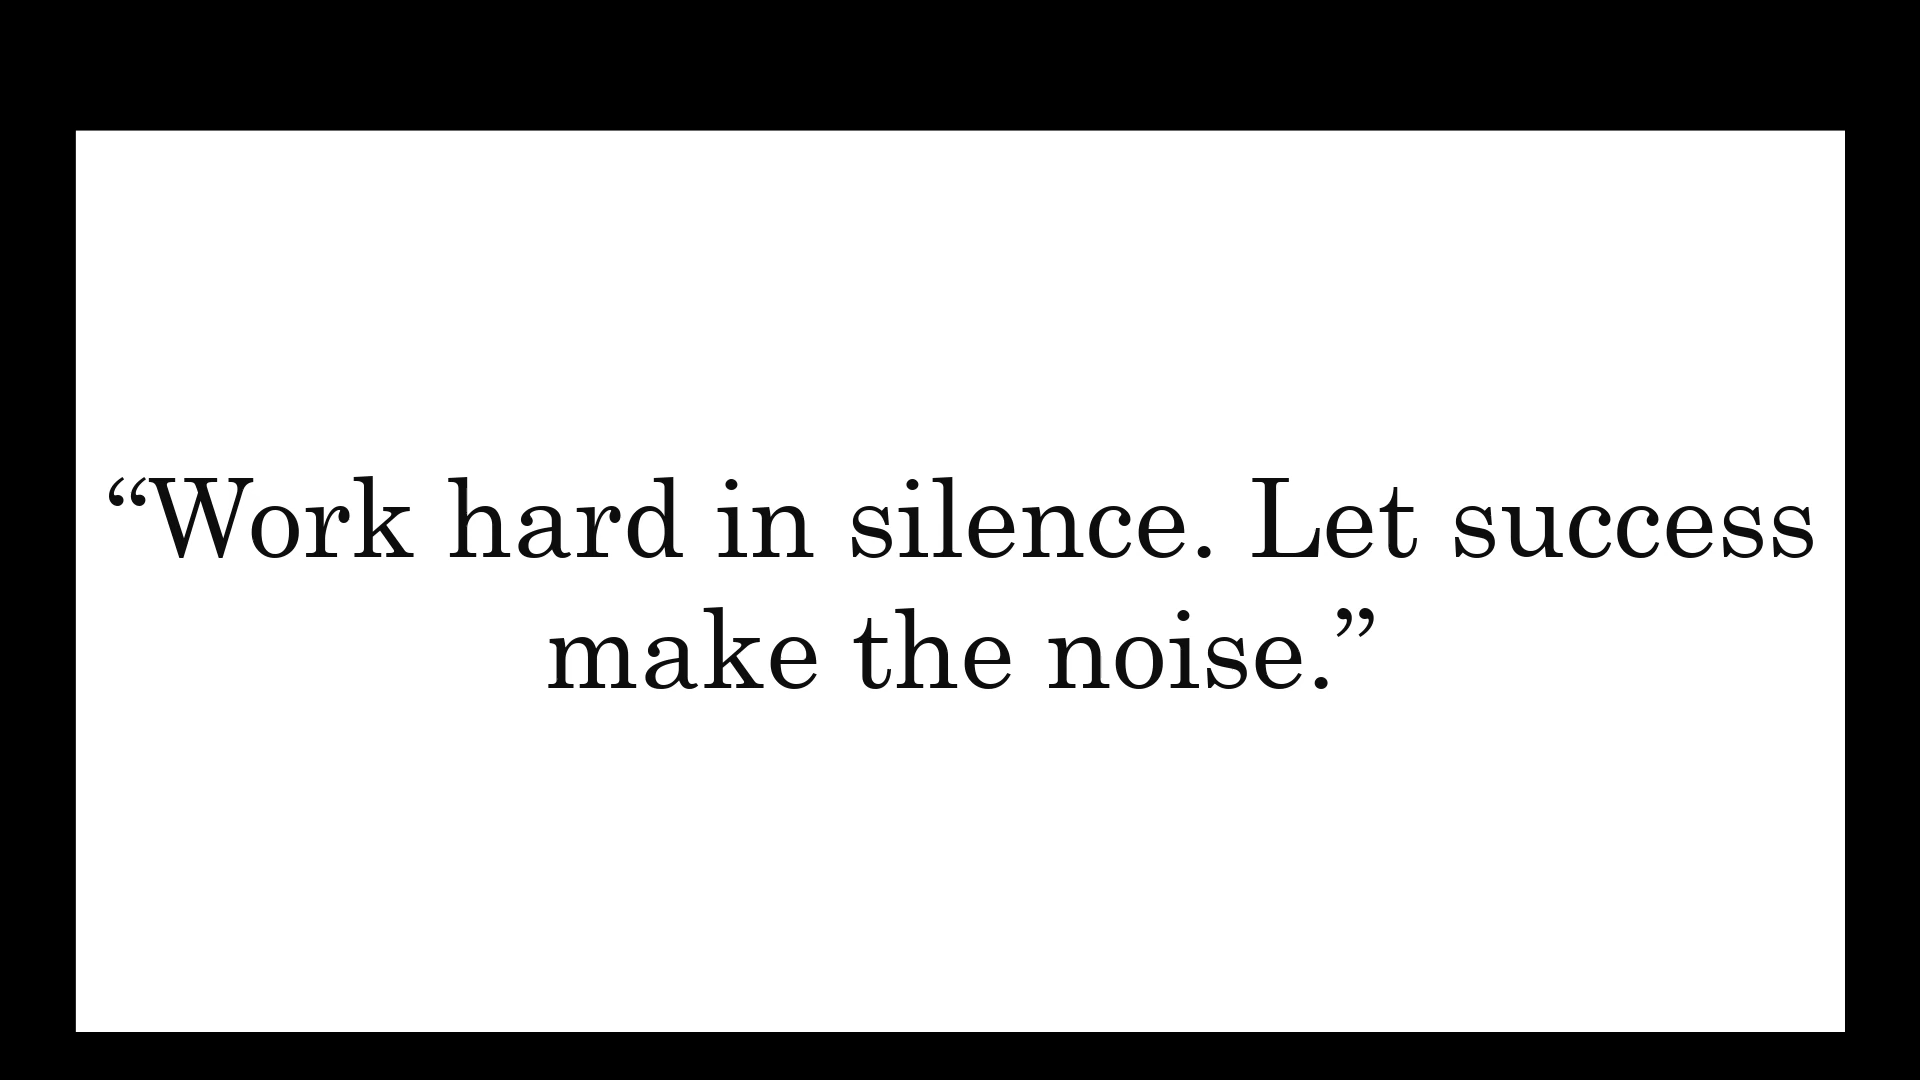 “Work hard in silence. Let success
make the noise.”